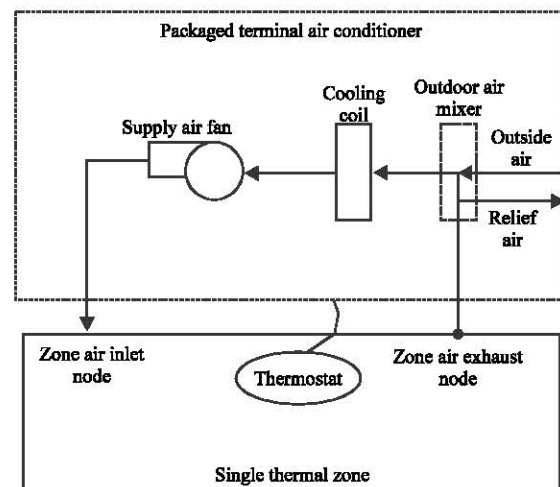 Packaged terminal air conditioner
Outdoor air
mixer
Cooling
coil
Supply air fan
Outside
air
Relief
air
Zone air inlet
node
Thermostat
Zone air exhaust
node
Single thermal zone